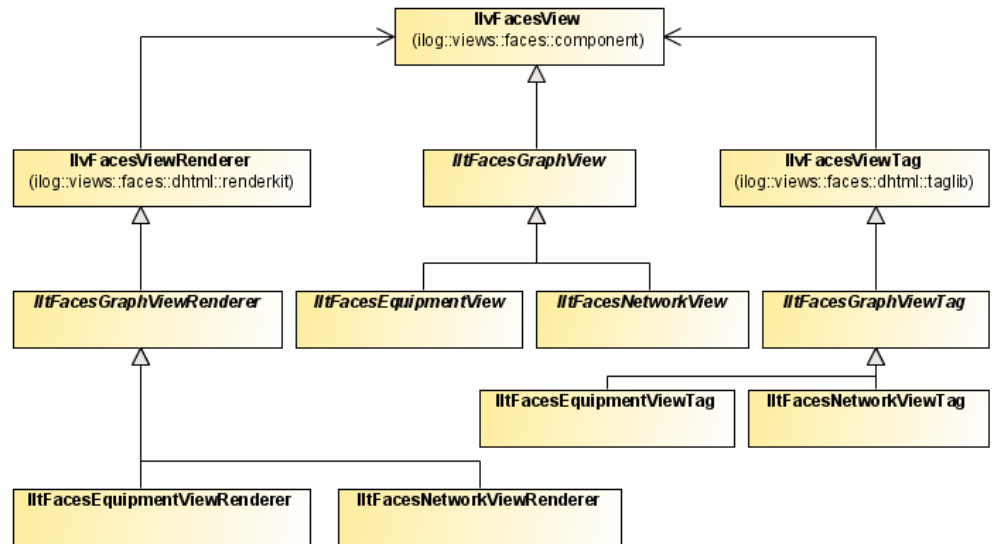 IlvFacesView
(ilog::views::faces::component)
IlvFacesViewRenderer
(ilog::views::faces::dhtml::renderkit)
IltFacesGraphView
IlvFacesViewTag
(ilog::views::faces::dhtml::taglib)
IltFacesGraphViewRenderer
IltFacesEquipmentView
IltFacesNetworkView
IltFacesGraphViewTag
IltFacesEquipmentViewTag
IltFacesNetworkViewTag
IltFacesEquipmentViewRenderer
IltFacesNetworkViewRenderer